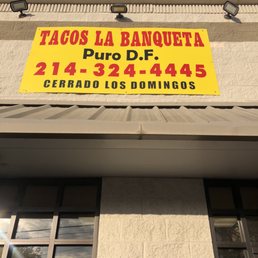 TACOS LA BANQUETA
Puro D.F.
214-324-4445
CERRADO LOS DOMINGOS